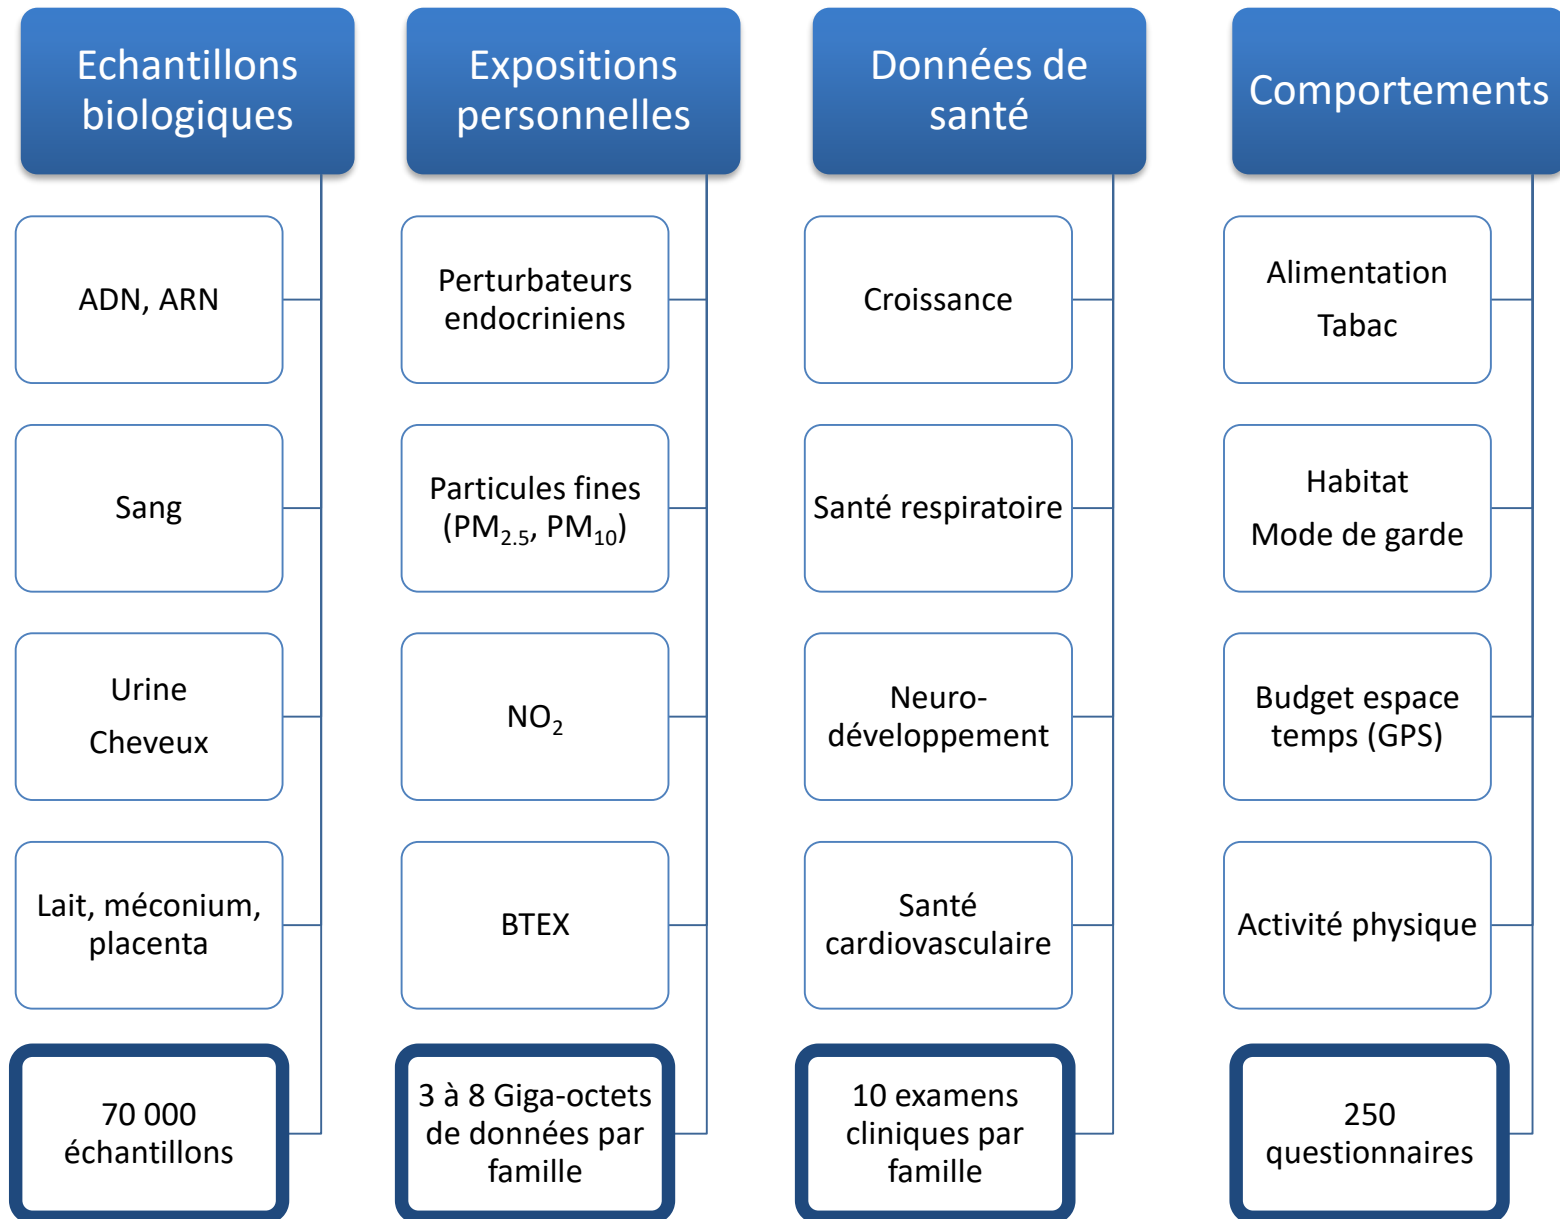 Echantillons
biologiques
ADN, ARN
Sang
Urine
Cheveux
Lait, méconium,
placenta
70 000
échantillons
Expositions
personnelles
Perturbateurs
endocriniens
Particules fines
(PM₂.₅, PM₁₀)
NO₂
BTEX
3 à 8 Giga-octets
de données par
famille
Données de
santé
Croissance
Santé respiratoire
Neuro-
développement
Santé
cardiovasculaire
10 examens
cliniques par
famille
Comportements
Alimentation
Tabac
Habitat
Mode de garde
Budget espace
temps (GPS)
Activité physique
250
questionnaires